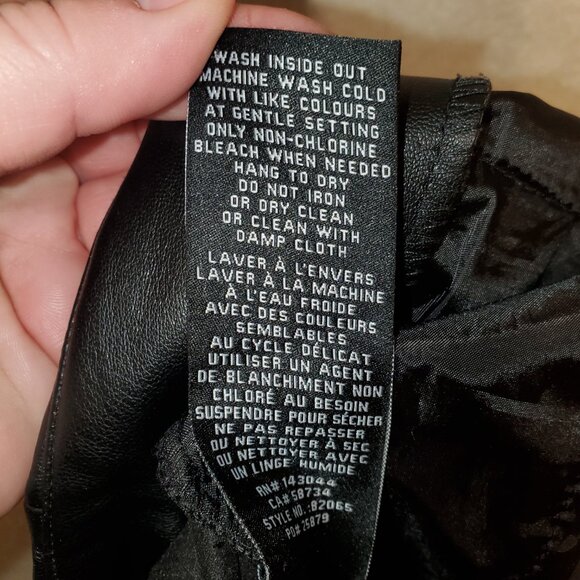 WASH INSIDE OUT
MACHINE WASH COLD
WITH LIKE COLOURS
AT GENTLE SETTING
ONLY NON-CHLORINE
BLEACH WHEN NEEDED
HANG TO DRY
DO NOT IRON
OR DRY CLEAN
OR CLEAN WITH
DAMP CLOTH
LAVER À L'ENVERS
LAVER À LA MACHINE
À L'EAU FROIDE
AVEC DES COULEURS
SEMBLABLES
AU CYCLE DÉLICAT
UTILISER UN AGENT
DE BLANCHIMENT NON
CHLORÉ AU BESOIN
SUSPENDRE POUR SÉCHER
NE PAS REPASSER
OU NETTOYER À SEC
OU NETTOYER AVEC
UN LINGE HUMIDE
RN# 143044
CA# 58734
STYLE NO.:82065
PO# 25879